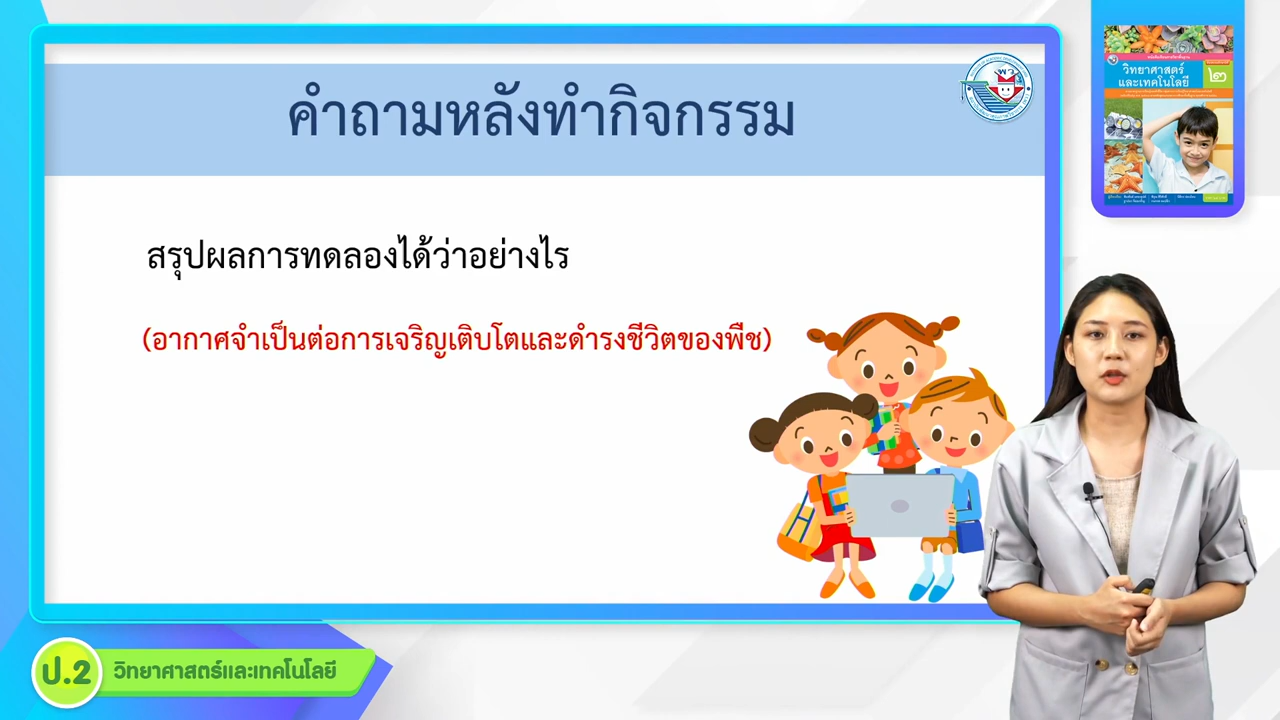 คำถามหลังทำกิจกรรม
พว
วิทยาศาสตร์
และเทคโนโลยี
๒
สรุปผลการทดลองได้ว่าอย่างไร
(อากาศจำเป็นต่อการเจริญเติบโตและดำรงชีวิตของพืช)
ป.2 วิทยาศาสตร์และเทคโนโลยี